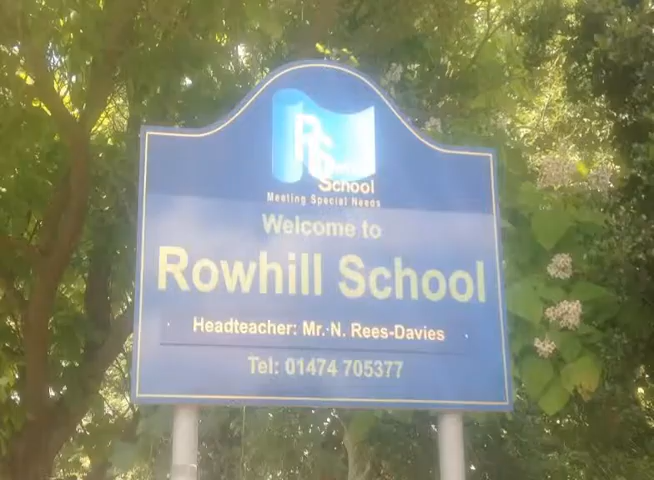 RS
School
Meeting Special Needs
Welcome to
Rowhill School
Headteacher: Mr. N. Rees-Davies
Tel: 01474 705377